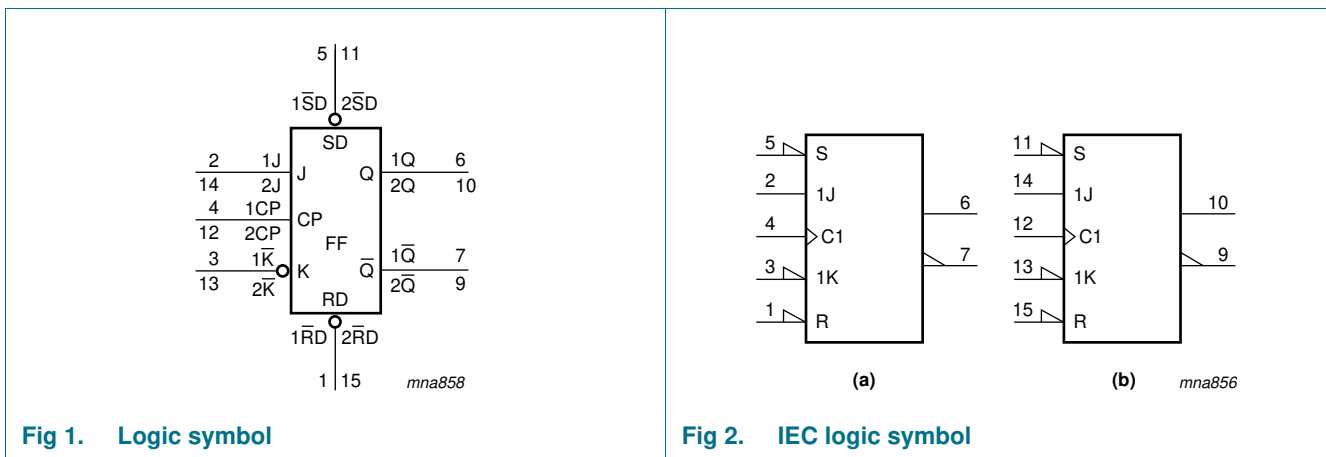 5 11
1S̅D 2S̅D
SD
2 1J J Q 1Q 6
14 2J 2Q 10
4 1CP CP
12 2CP
FF
3 1K̅ K Q̅ 1Q̅ 7
13 2K̅ 2Q̅ 9
RD
1R̅D 2R̅D
1 15 mna858
Fig 1. Logic symbol
5 S
2 1J
6
4 C1
7
3 1K
1 R
(a)
11 S
14 1J
10
12 C1
9
13 1K
15 R
(b) mna856
Fig 2. IEC logic symbol